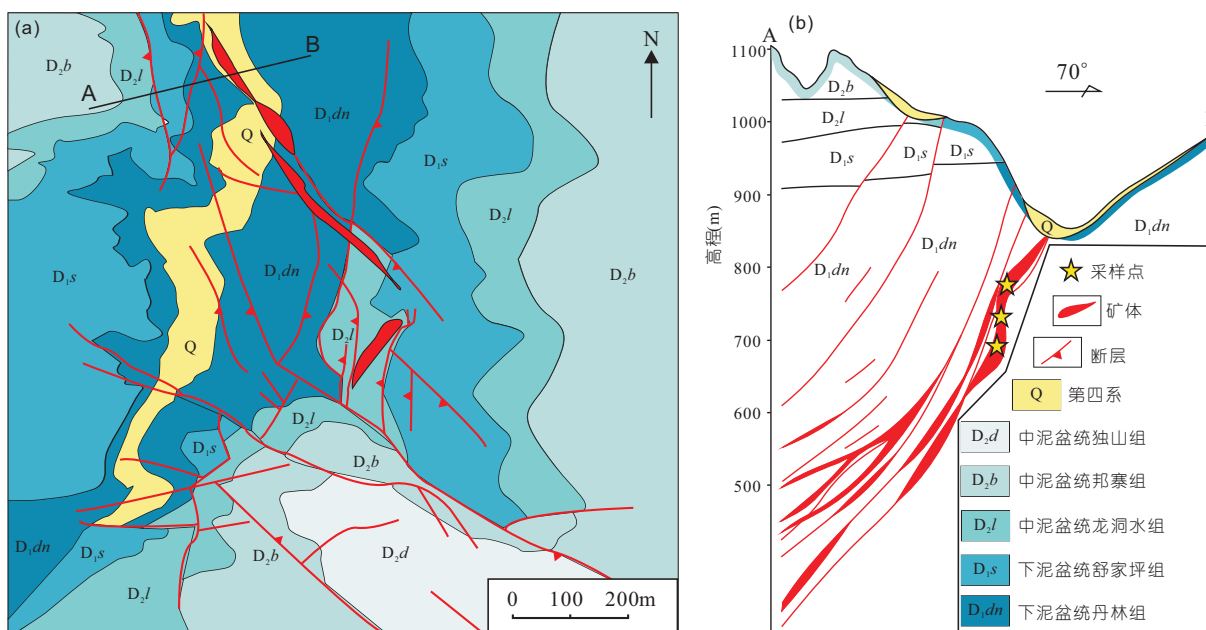 (a)
D₂b
D₂l
B
A
N
D₁dn
Q
D₁s
D₂l
D₂b
D₁s
D₁dn
D₂l
Q
D₂l
D₁s
D₂b
D₁dn
D₁s
D₂b
D₂d
D₂l
0 100 200m
(b)
A
1100
1000
900
800
700
600
500
高程(m)
70°
D₂b
D₂l
D₁s
D₁s
D₁s
D₁dn
D₁dn
Q
D₁dn
采样点
矿体
断层
Q 第四系
D₂d 中泥盆统独山组
D₂b 中泥盆统邦寨组
D₂l 中泥盆统龙洞水组
D₁s 下泥盆统舒家坪组
D₁dn 下泥盆统丹林组